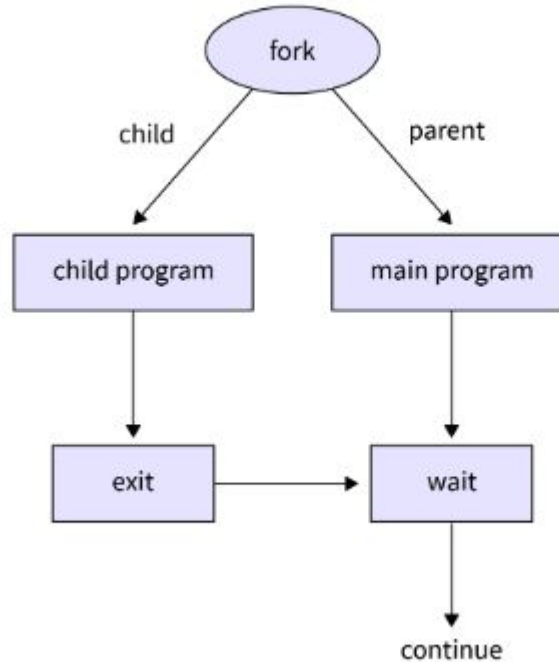 fork
child
parent
child program
main program
exit
wait
continue